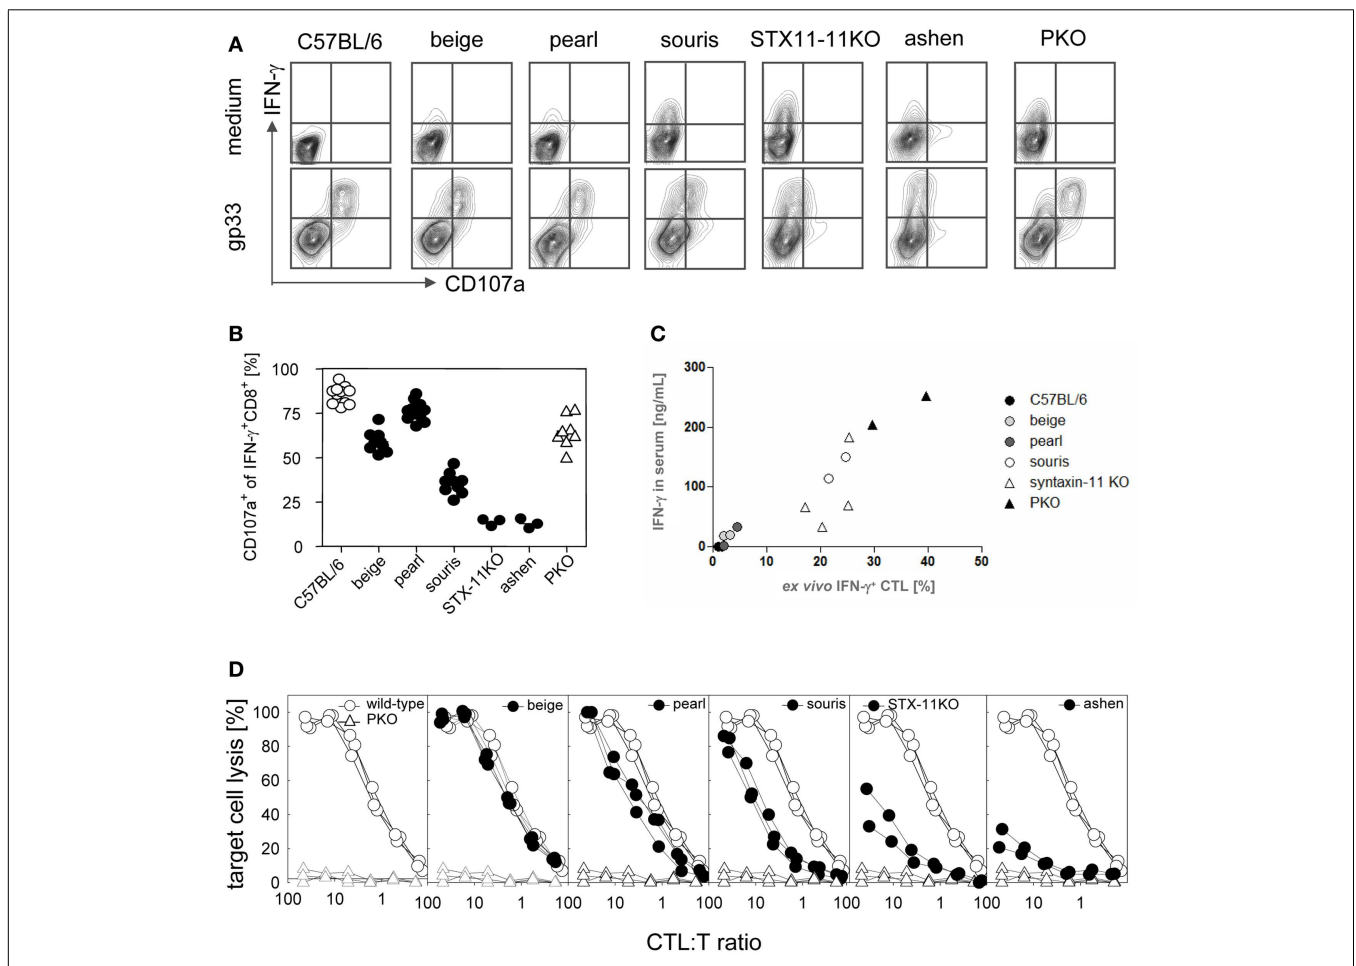 A
C57BL/6 beige pearl souris STX11-11KO ashen PKO
IFN-γ
medium
gp33
CD107a
B
CD107a⁺ of IFN-γ⁺CD8⁺ [%]
100
75
50
25
0
C57BL/6 beige pearl souris STX-11KO ashen PKO
C
IFN-γ in serum [ng/mL]
300
200
100
0
0 10 20 30 40 50
ex vivo IFN-γ⁺ CTL [%]
C57BL/6
beige
pearl
souris
syntaxin-11 KO
PKO
D
target cell lysis [%]
100
80
60
40
20
0
wild-type
PKO
beige
pearl
souris
STX-11KO
ashen
100 10 1 100 10 1 100 10 1 100 10 1 100 10 1 100 10 1
CTL:T ratio